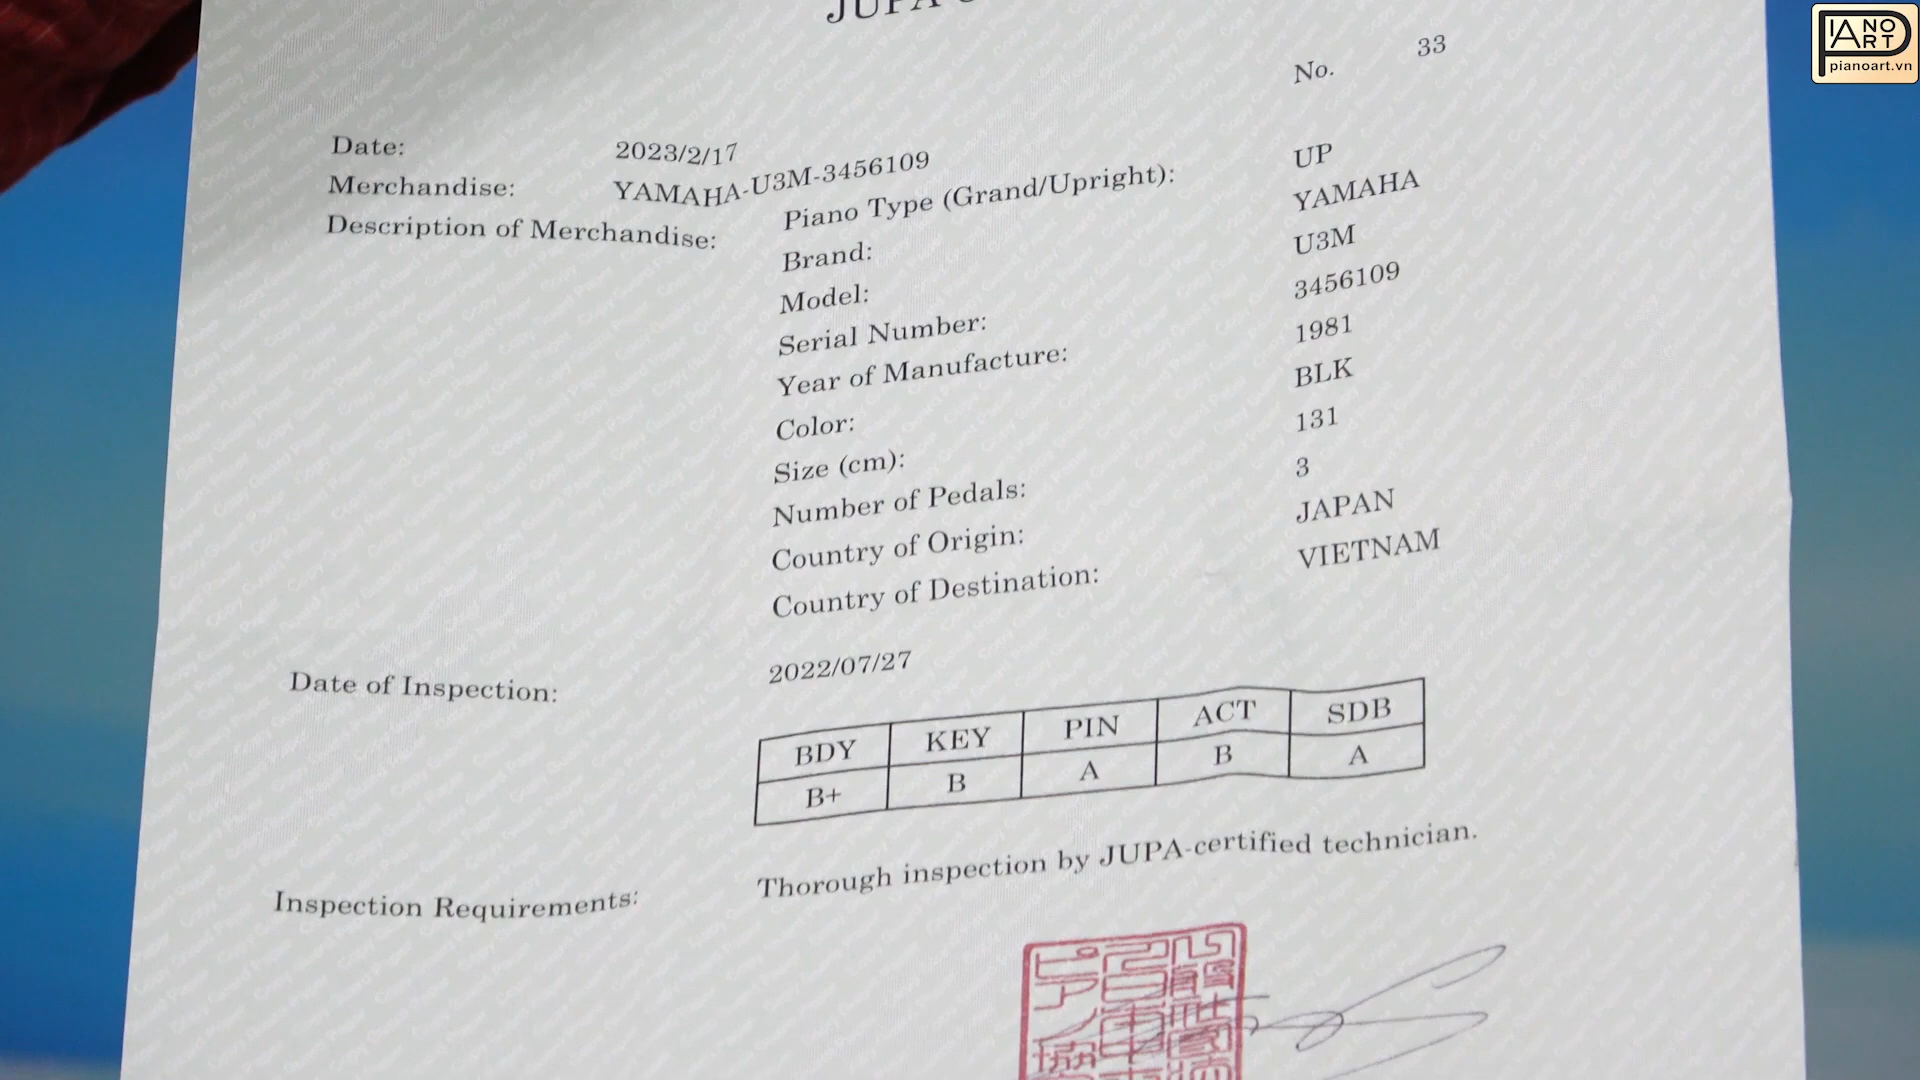 PIANO
ART
pianoart.vn
JUPA
No. 33
Date: 2023/2/17
Merchandise: YAMAHA-U3M-3456109
Description of Merchandise:
Piano Type (Grand/Upright): UP
Brand: YAMAHA
Model: U3M
Serial Number: 3456109
Year of Manufacture: 1981
Color: BLK
Size (cm): 131
Number of Pedals: 3
Country of Origin: JAPAN
Country of Destination: VIETNAM
Date of Inspection: 2022/07/27
BDY KEY PIN ACT SDB
B+ B A B A
Inspection Requirements: Thorough inspection by JUPA-certified technician.